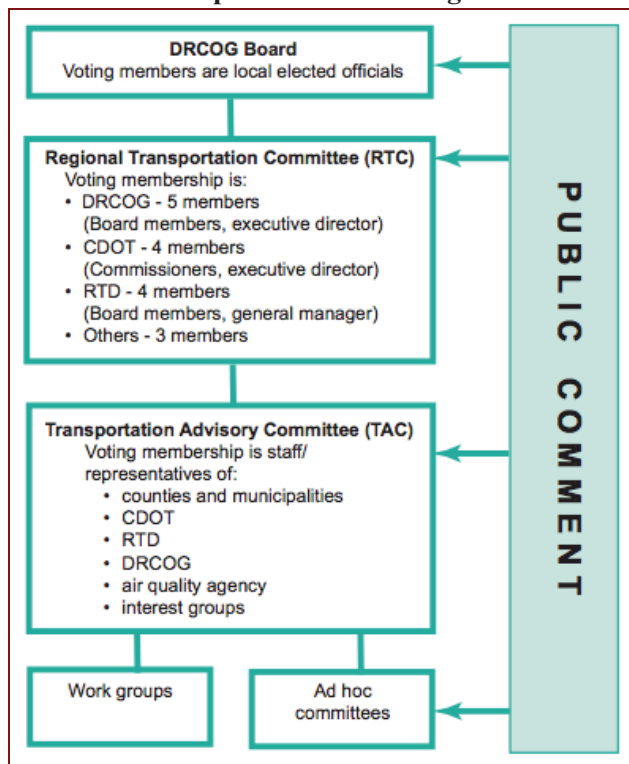 DRCOG Board
Voting members are local elected officials
Regional Transportation Committee (RTC)
Voting membership is:
• DRCOG - 5 members
(Board members, executive director)
• CDOT - 4 members
(Commissioners, executive director)
• RTD - 4 members
(Board members, general manager)
• Others - 3 members
Transportation Advisory Committee (TAC)
Voting membership is staff/
representatives of:
• counties and municipalities
• CDOT
• RTD
• DRCOG
• air quality agency
• interest groups
Work groups
Ad hoc
committees
PUBLIC COMMENT